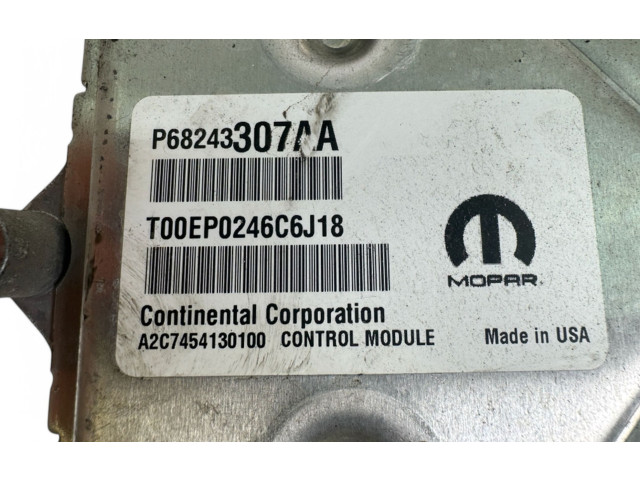 P68243307AA
T00EP0246C6J18
MOPAR
Continental Corporation
A2C7454130100 CONTROL MODULE Made in USA